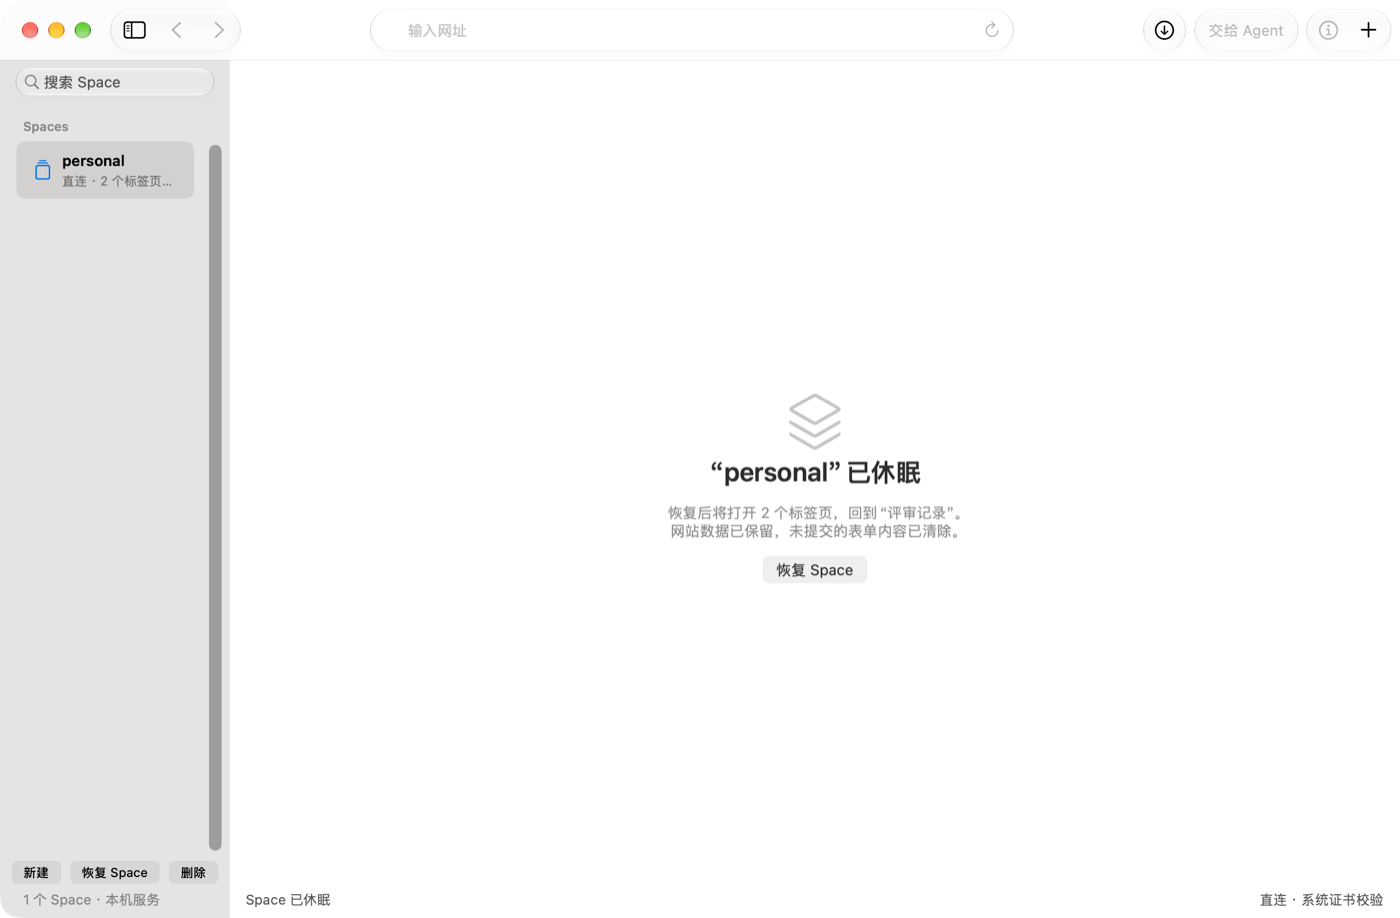 输入网址
交给 Agent
搜索 Space
Spaces
personal
直连 · 2 个标签页...
“personal” 已休眠
恢复后将打开 2 个标签页，回到“评审记录”。
网站数据已保留，未提交的表单内容已清除。
恢复 Space
新建
恢复 Space
删除
1 个 Space · 本机服务
Space 已休眠
直连 · 系统证书校验